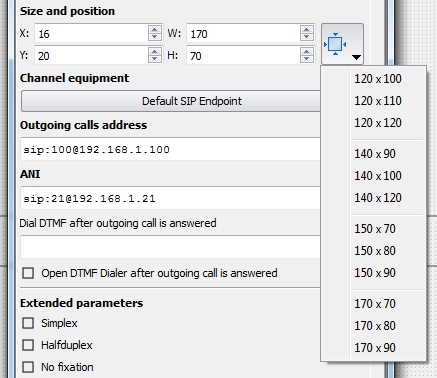 Size and position
X: 16 W: 170
Y: 20 H: 70
Channel equipment
Default SIP Endpoint
Outgoing calls address
sip:100@192.168.1.100
ANI
sip:21@192.168.1.21
Dial DTMF after outgoing call is answered
Open DTMF Dialer after outgoing call is answered
Extended parameters
Simplex
Halfduplex
No fixation
120 x 100
120 x 110
120 x 120
140 x 90
140 x 100
140 x 120
150 x 70
150 x 80
150 x 90
170 x 70
170 x 80
170 x 90